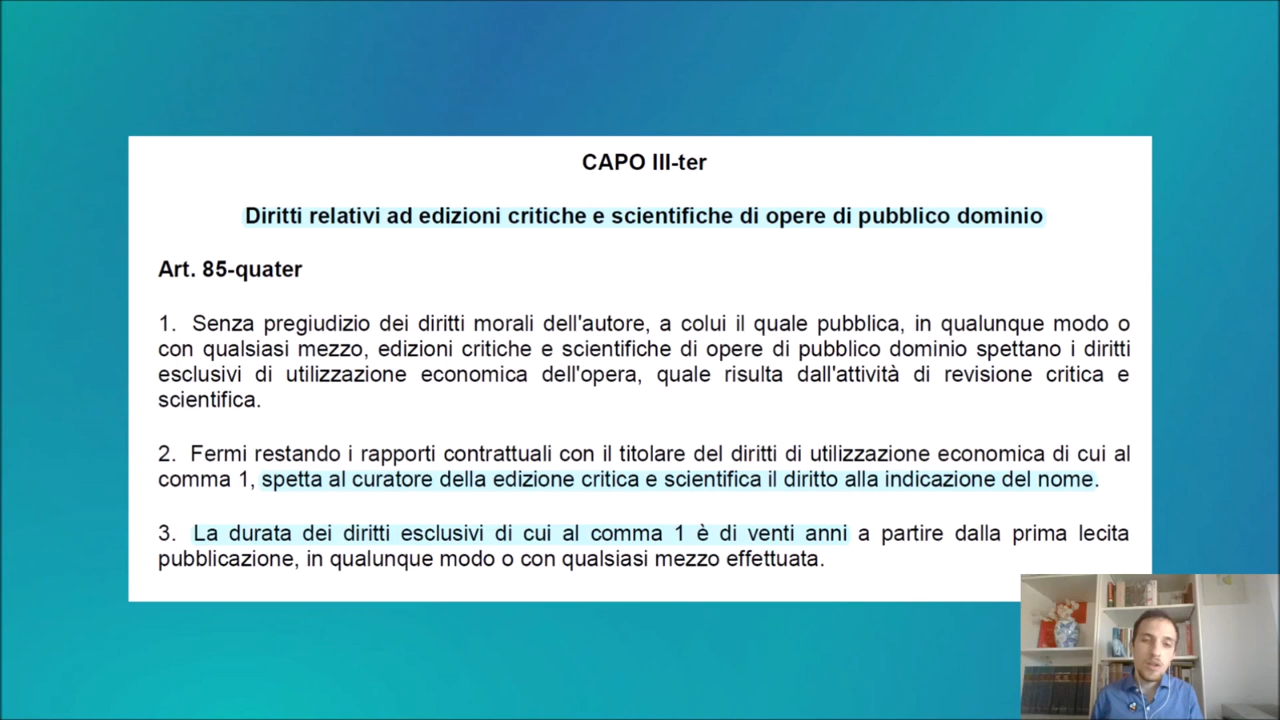 CAPO III-ter
Diritti relativi ad edizioni critiche e scientifiche di opere di pubblico dominio
Art. 85-quater
1. Senza pregiudizio dei diritti morali dell'autore, a colui il quale pubblica, in qualunque modo o
con qualsiasi mezzo, edizioni critiche e scientifiche di opere di pubblico dominio spettano i diritti
esclusivi di utilizzazione economica dell'opera, quale risulta dall'attività di revisione critica e
scientifica.
2. Fermi restando i rapporti contrattuali con il titolare del diritti di utilizzazione economica di cui al
comma 1, spetta al curatore della edizione critica e scientifica il diritto alla indicazione del nome.
3. La durata dei diritti esclusivi di cui al comma 1 è di venti anni a partire dalla prima lecita
pubblicazione, in qualunque modo o con qualsiasi mezzo effettuata.